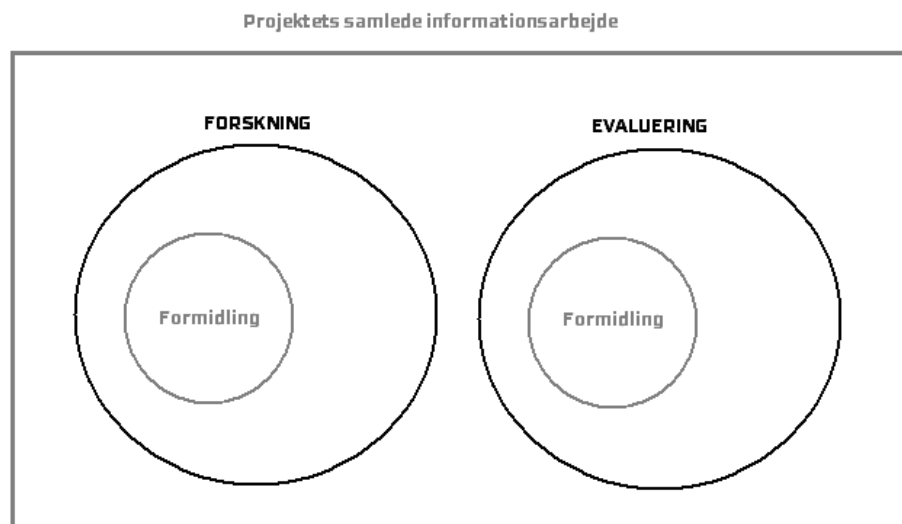 Projektets samlede informationsarbejde
FORSKNING
EVALUERING
Formidling
Formidling